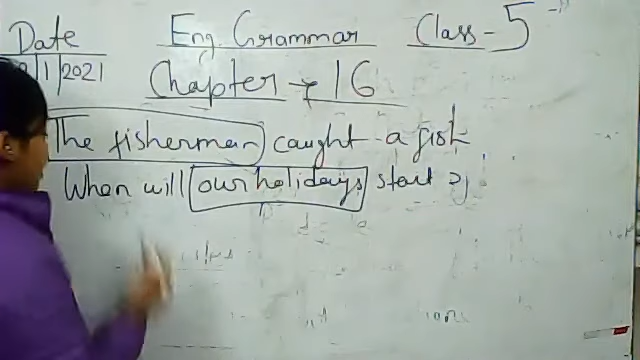 Date Eng. Grammar Class - 5
1/2021 Chapter - 16
The fisherman caught a fish
When will our holidays start ?